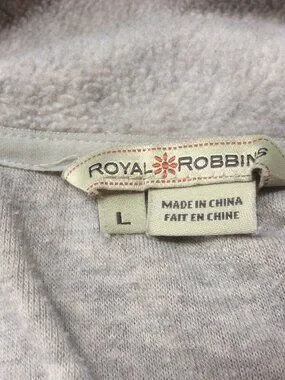 ROYAL ROBBINS
L
MADE IN CHINA
FAIT EN CHINE